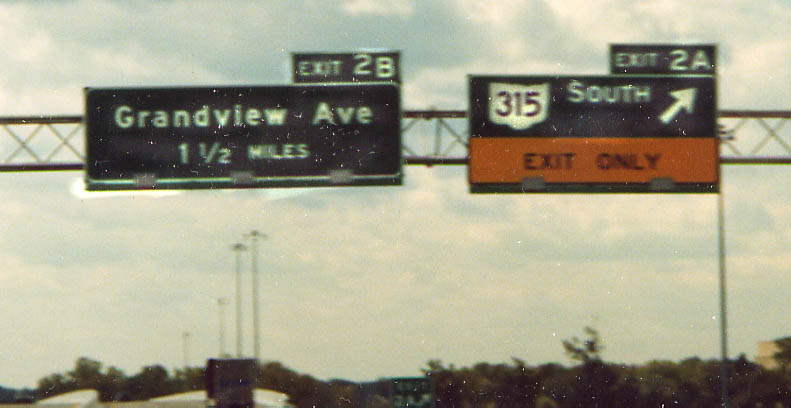 EXIT 2B
Grandview Ave
1 1/2 MILES
EXIT 2A
315 SOUTH
EXIT ONLY